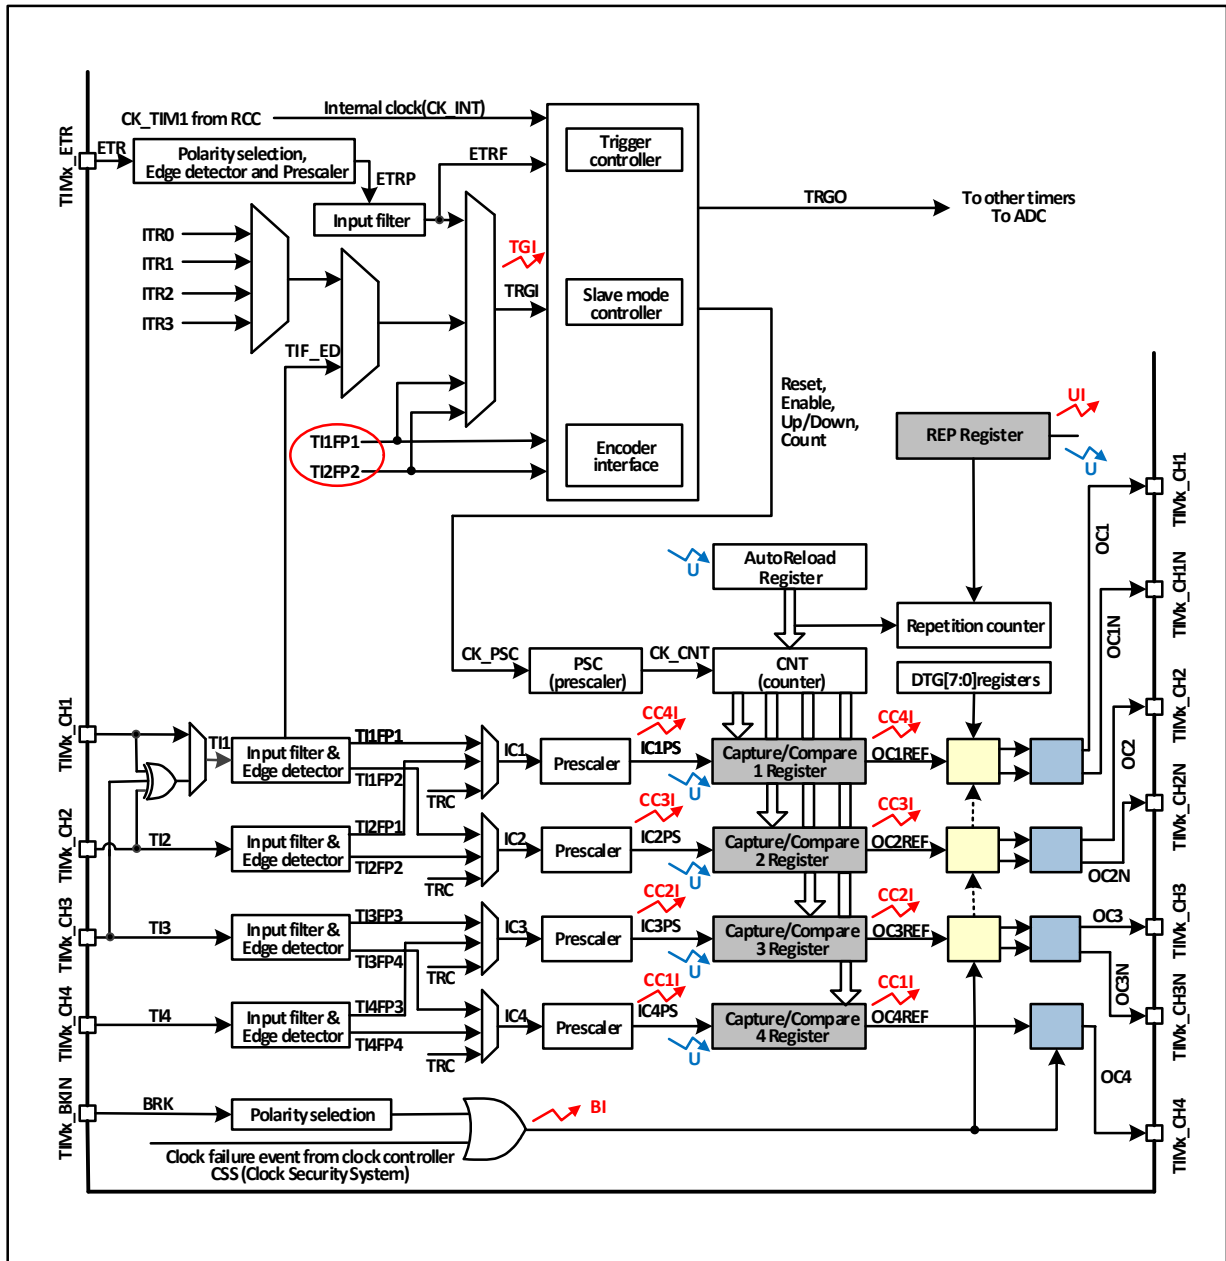 CK_TIM1 from RCC
Internal clock(CK_INT)
TIMx_ETR
ETR
Polarity selection,
Edge detector and Prescaler
ETRP
Input filter
ETRF
Trigger
controller
TRGO
To other timers
To ADC
ITR0
ITR1
ITR2
ITR3
TGI
TRGI
Slave mode
controller
TIF_ED
TI1FP1
TI2FP2
Encoder
interface
Reset,
Enable,
Up/Down,
Count
UI
REP Register
U
TIMx_CH1
OC1
U
AutoReload
Register
Repetition counter
TIMx_CH1N
OC1N
CK_PSC
PSC
(prescaler)
CK_CNT
CNT
(counter)
DTG[7:0]registers
TIMx_CH2
OC2
TIMx_CH1
TI1
Input filter &
Edge detector
TI1FP1
TI1FP2
TRC
IC1
Prescaler
CC4I
IC1PS
U
Capture/Compare
1 Register
CC4I
OC1REF
TIMx_CH2N
OC2N
TIMx_CH2
TI2
Input filter &
Edge detector
TI2FP1
TI2FP2
TRC
IC2
Prescaler
CC3I
IC2PS
U
Capture/Compare
2 Register
CC3I
OC2REF
TIMx_CH3
TI3
Input filter &
Edge detector
TI3FP3
TI3FP4
TRC
IC3
Prescaler
CC2I
IC3PS
U
Capture/Compare
3 Register
CC2I
OC3REF
OC3
TIMx_CH3
OC3N
TIMx_CH3N
TIMx_CH4
TI4
Input filter &
Edge detector
TI4FP3
TI4FP4
TRC
IC4
Prescaler
CC1I
IC4PS
U
Capture/Compare
4 Register
CC1I
OC4REF
OC4
TIMx_CH4
TIMx_BKIN
BRK
Polarity selection
BI
Clock failure event from clock controller
CSS (Clock Security System)